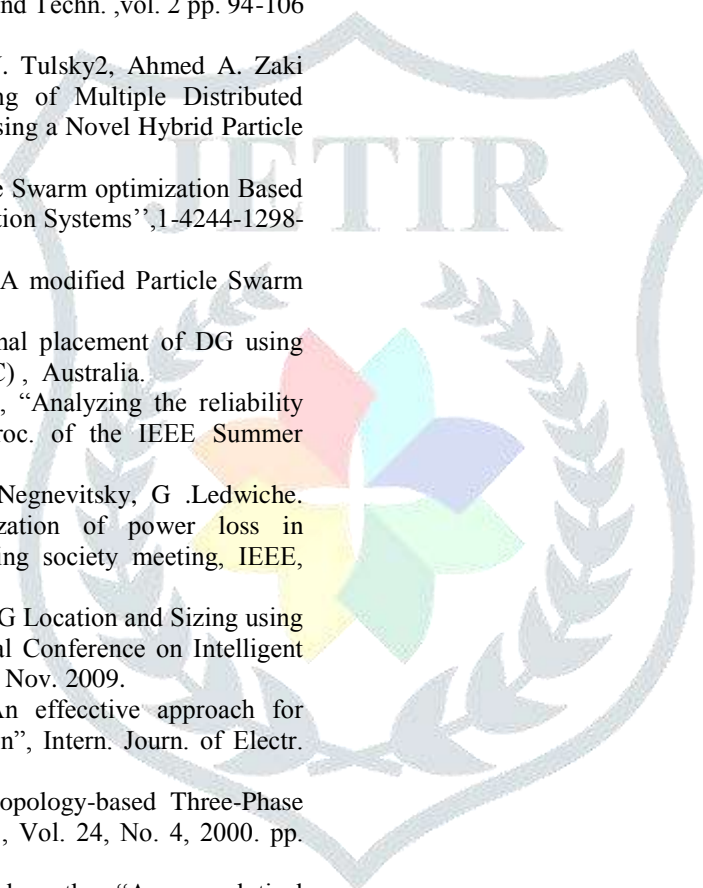 nd Techn. ,vol. 2 pp. 94-106
. Tulsky2, Ahmed A. Zaki
ng of Multiple Distributed
sing a Novel Hybrid Particle
e Swarm optimization Based
tion Systems’’,1-4244-1298-
A modified Particle Swarm
nal placement of DG using
C) , Australia.
, “Analyzing the reliability
roc. of the IEEE Summer
Negnevitsky, G .Ledwiche.
zation of power loss in
ing society meeting, IEEE,
G Location and Sizing using
al Conference on Intelligent
Nov. 2009.
An effecctive approach for
n”, Intern. Journ. of Electr.
opology-based Three-Phase
, Vol. 24, No. 4, 2000. pp.
JETIR